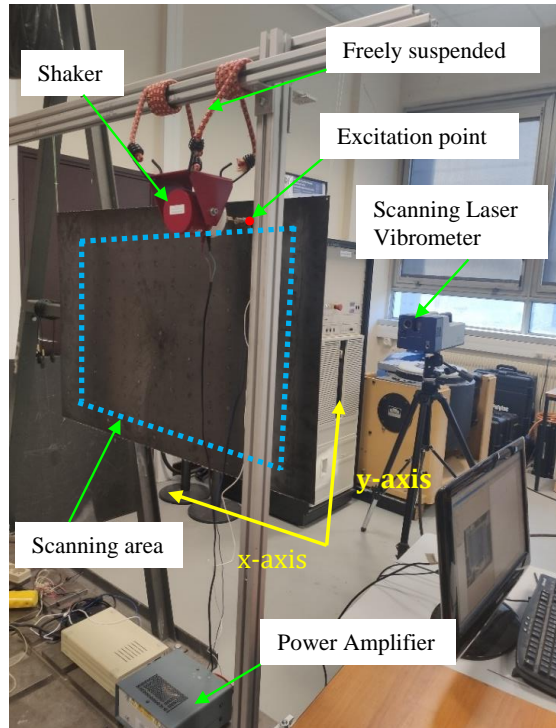 Freely suspended
Shaker
Excitation point
Scanning Laser
Vibrometer
y-axis
Scanning area
x-axis
Power Amplifier